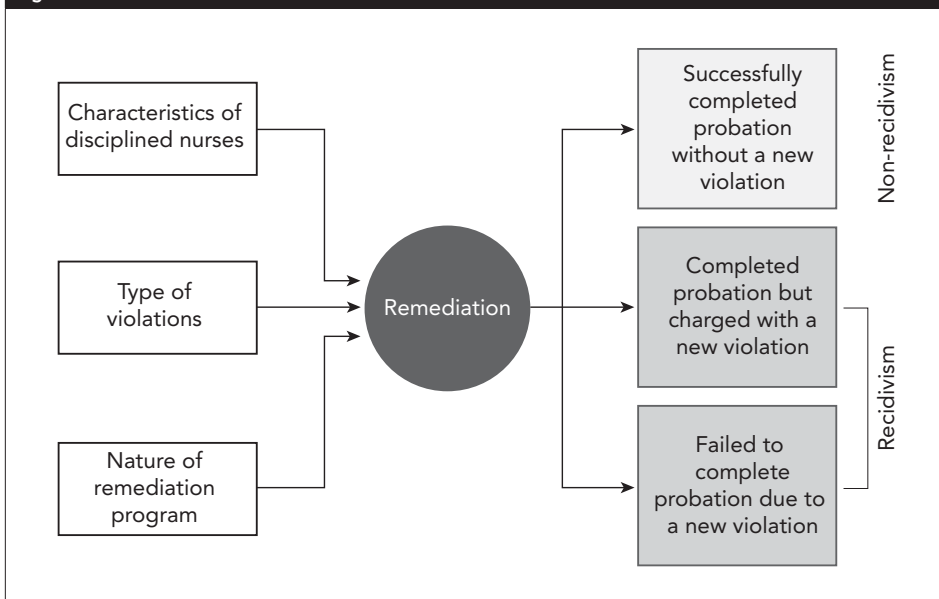 Characteristics of
disciplined nurses
Type of
violations
Nature of
remediation
program
Remediation
Successfully
completed
probation
without a new
violation
Non-recidivism
Completed
probation but
charged with a
new violation
Failed to
complete
probation due to
a new violation
Recidivism